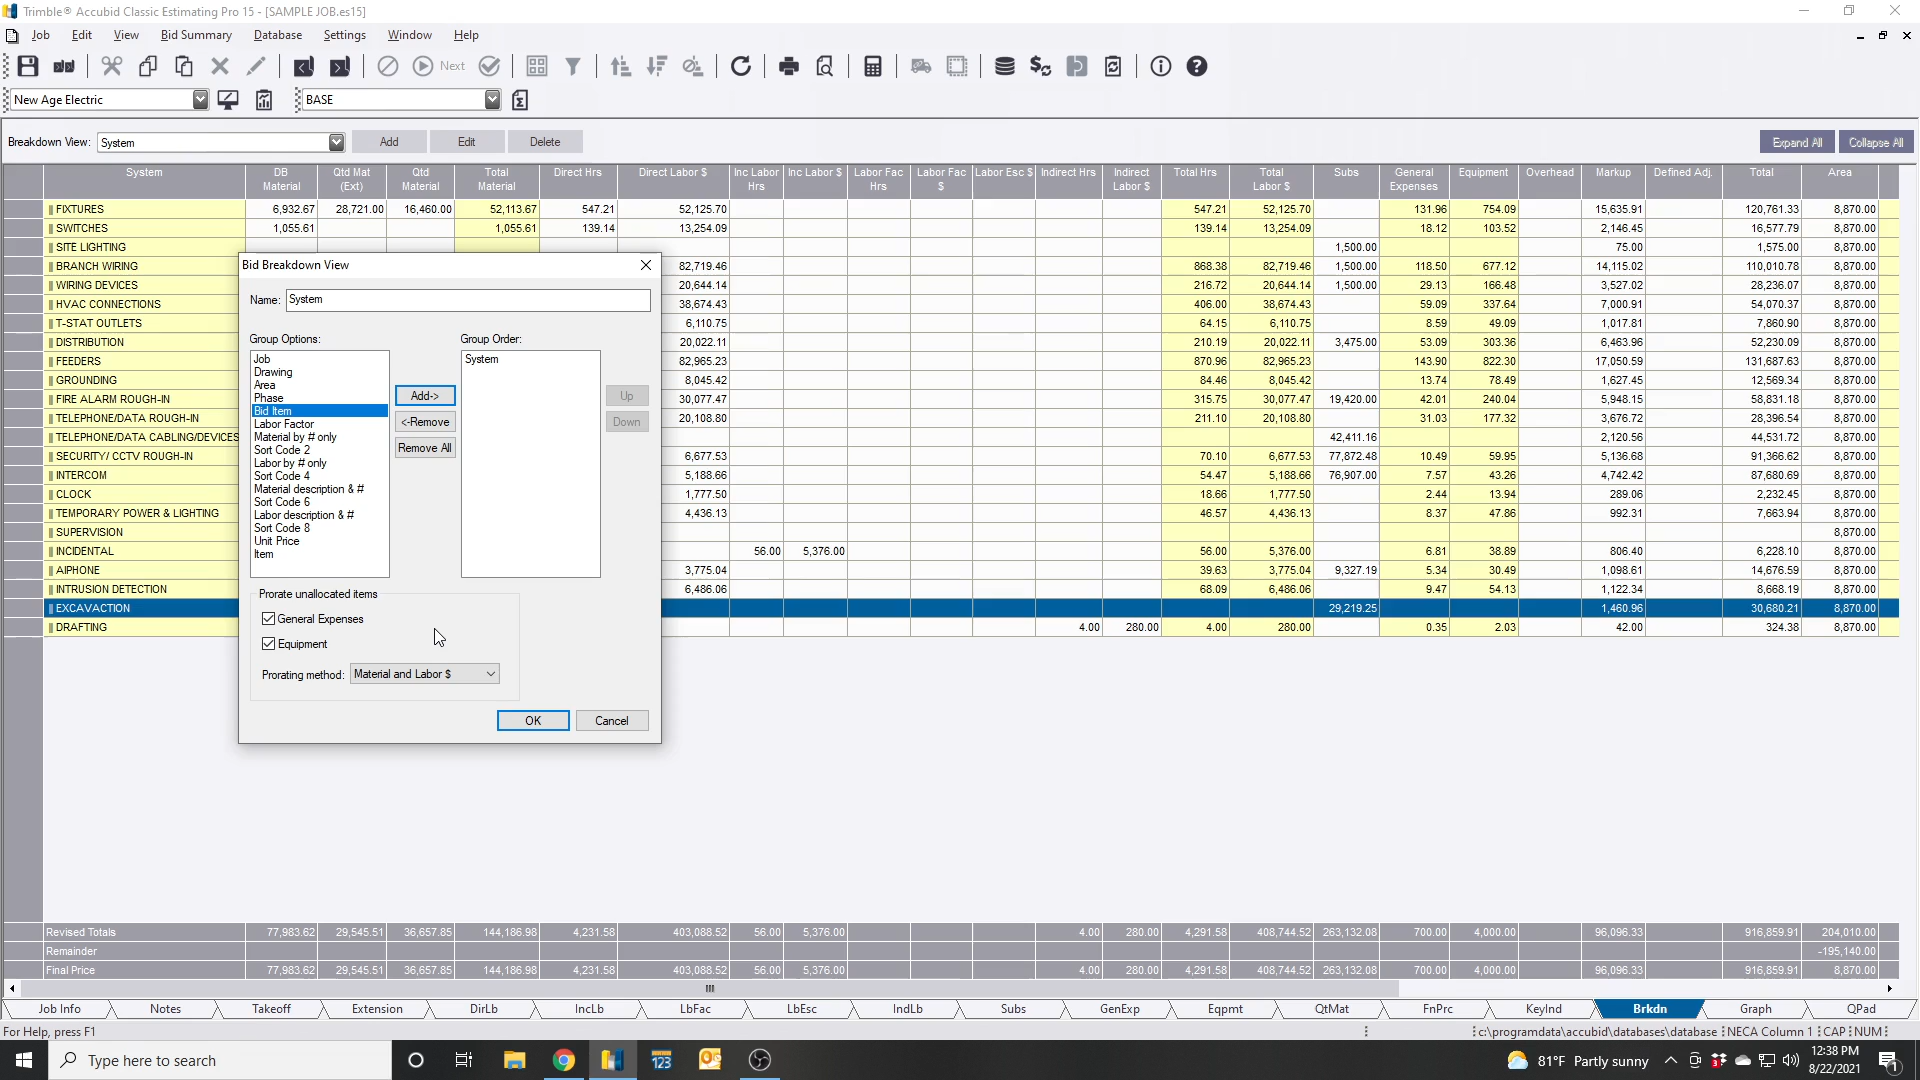 Trimble® Accubid Classic Estimating Pro 15 - [SAMPLE JOB.es15]
Job Edit View Bid Summary Database Settings Window Help
Next
New Age Electric BASE
Breakdown View: System Add Edit Delete Expand All Collapse All
System DB Material Qtd Mat (Ext) Qtd Material Total Material Direct Hrs Direct Labor $ Inc Labor Hrs Inc Labor $ Labor Fac Hrs Labor Fac $ Labor Esc $ Indirect Hrs Indirect Labor $ Total Hrs Total Labor $ Subs General Expenses Equipment Overhead Markup Defined Adj. Total Area
FIXTURES 6,932.67 28,721.00 16,460.00 52,113.67 547.21 52,125.70 547.21 52,125.70 131.96 754.09 15,635.91 120,761.33 8,870.00
SWITCHES 1,055.61 1,055.61 139.14 13,254.09 139.14 13,254.09 18.12 103.52 2,146.45 16,577.79 8,870.00
SITE LIGHTING 1,500.00 75.00 1,575.00 8,870.00
BRANCH WIRING 82,719.46 868.38 82,719.46 1,500.00 118.50 677.12 14,115.02 110,010.78 8,870.00
WIRING DEVICES 20,644.14 216.72 20,644.14 1,500.00 29.13 166.48 3,527.02 28,236.07 8,870.00
HVAC CONNECTIONS 38,674.43 406.00 38,674.43 59.09 337.64 7,000.91 54,070.37 8,870.00
T-STAT OUTLETS 6,110.75 64.15 6,110.75 8.59 49.09 1,017.81 7,860.90 8,870.00
DISTRIBUTION 20,022.11 210.19 20,022.11 3,475.00 53.09 303.36 6,463.96 52,230.09 8,870.00
FEEDERS 82,965.23 870.96 82,965.23 143.90 822.30 17,050.59 131,687.63 8,870.00
GROUNDING 8,045.42 84.46 8,045.42 13.74 78.49 1,627.45 12,569.34 8,870.00
FIRE ALARM ROUGH-IN 30,077.47 315.75 30,077.47 19,420.00 42.01 240.04 5,948.15 58,831.18 8,870.00
TELEPHONE/DATA ROUGH-IN 20,108.80 211.10 20,108.80 31.03 177.32 3,676.72 28,396.54 8,870.00
TELEPHONE/DATA CABLING/DEVICES 42,411.16 2,120.56 44,531.72 8,870.00
SECURITY/ CCTV ROUGH-IN 6,677.53 70.10 6,677.53 77,872.48 10.49 59.95 5,136.68 91,366.62 8,870.00
INTERCOM 5,188.66 54.47 5,188.66 76,907.00 7.57 43.26 4,742.42 87,680.69 8,870.00
CLOCK 1,777.50 18.66 1,777.50 2.44 13.94 289.06 2,232.45 8,870.00
TEMPORARY POWER & LIGHTING 4,436.13 46.57 4,436.13 8.37 47.86 992.31 7,663.94 8,870.00
SUPERVISION 8,870.00
INCIDENTAL 56.00 5,376.00 56.00 5,376.00 6.81 38.89 806.40 6,228.10 8,870.00
AIPHONE 3,775.04 39.63 3,775.04 9,327.19 5.34 30.49 1,098.61 14,676.59 8,870.00
INTRUSION DETECTION 6,486.06 68.09 6,486.06 9.47 54.13 1,122.34 8,668.19 8,870.00
EXCAVACTION 29,219.25 1,460.96 30,680.21 8,870.00
DRAFTING 4.00 280.00 4.00 280.00 0.35 2.03 42.00 324.38 8,870.00
Bid Breakdown View
Name: System
Group Options: Group Order:
Job System
Drawing
Area
Phase Add-> Up
Bid Item
Labor Factor <-Remove Down
Material by # only
Sort Code 2 Remove All
Labor by # only
Sort Code 4
Material description & #
Sort Code 6
Labor description & #
Sort Code 8
Unit Price
Item
Prorate unallocated items
General Expenses
Equipment
Prorating method: Material and Labor $
OK Cancel
Revised Totals 77,983.62 29,545.51 36,657.85 144,186.98 4,231.58 403,088.52 56.00 5,376.00 4.00 280.00 4,291.58 408,744.52 263,132.08 700.00 4,000.00 96,096.33 916,859.91 204,010.00
Remainder -195,140.00
Final Price 77,983.62 29,545.51 36,657.85 144,186.98 4,231.58 403,088.52 56.00 5,376.00 4.00 280.00 4,291.58 408,744.52 263,132.08 700.00 4,000.00 96,096.33 916,859.91 8,870.00
Job Info Notes Takeoff Extension DirLb IncLb LbFac LbEsc IndLb Subs GenExp Eqpmt QtMat FnPrc KeyInd Brkdn Graph QPad
For Help, press F1 c:\programdata\accubid\databases\database NECA Column 1 CAP NUM
Type here to search 123 81°F Partly sunny 12:38 PM
8/22/2021 1